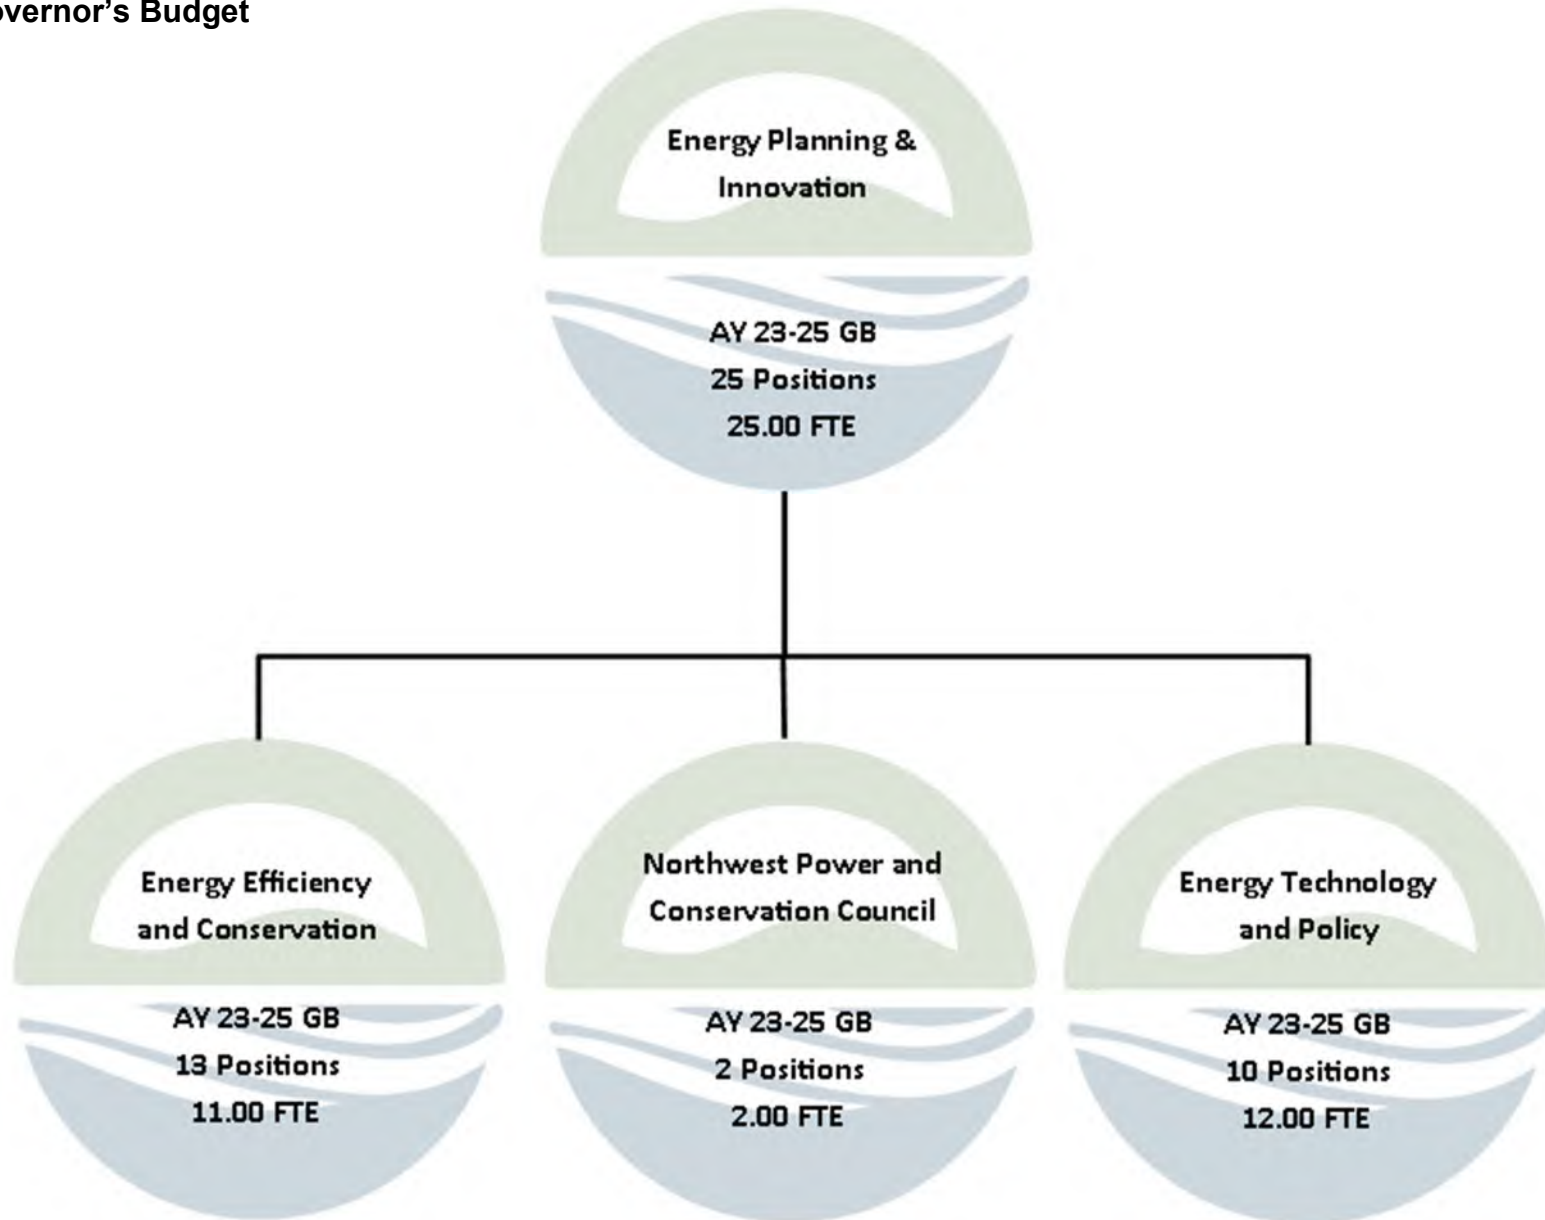 overnor’s Budget
Energy Planning &
Innovation
AY 23-25 GB
25 Positions
25.00 FTE
Energy Efficiency
and Conservation
AY 23-25 GB
13 Positions
11.00 FTE
Northwest Power and
Conservation Council
AY 23-25 GB
2 Positions
2.00 FTE
Energy Technology
and Policy
AY 23-25 GB
10 Positions
12.00 FTE